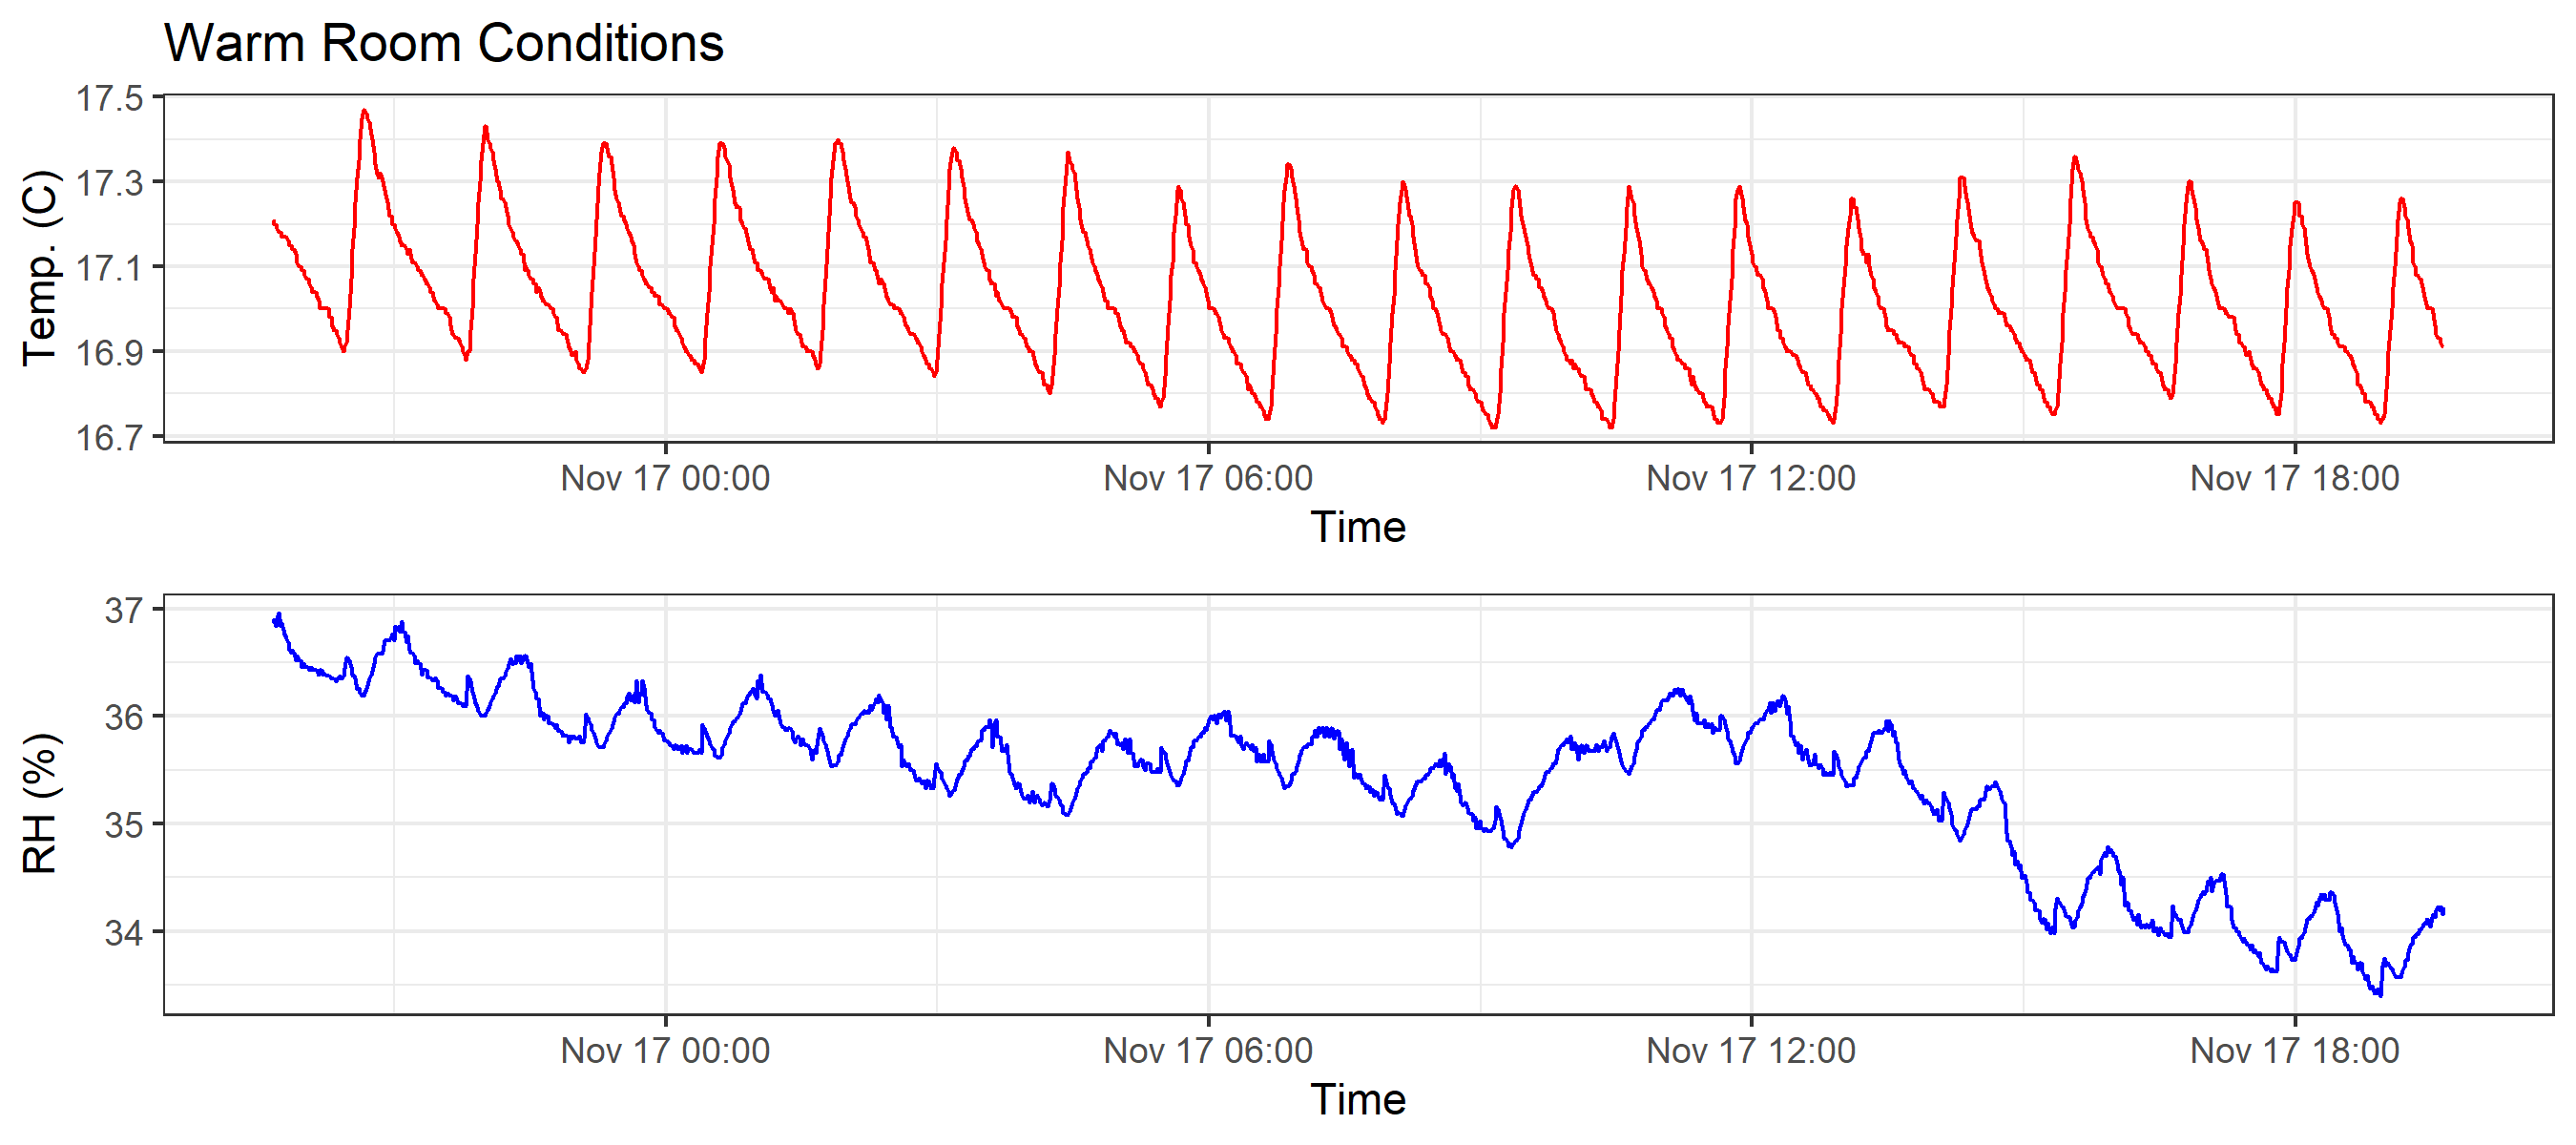 Warm Room Conditions
Temp. (C)
17.5
17.3
17.1
16.9
16.7
Nov 17 00:00 Nov 17 06:00 Nov 17 12:00 Nov 17 18:00
Time
RH (%)
37
36
35
34
Nov 17 00:00 Nov 17 06:00 Nov 17 12:00 Nov 17 18:00
Time